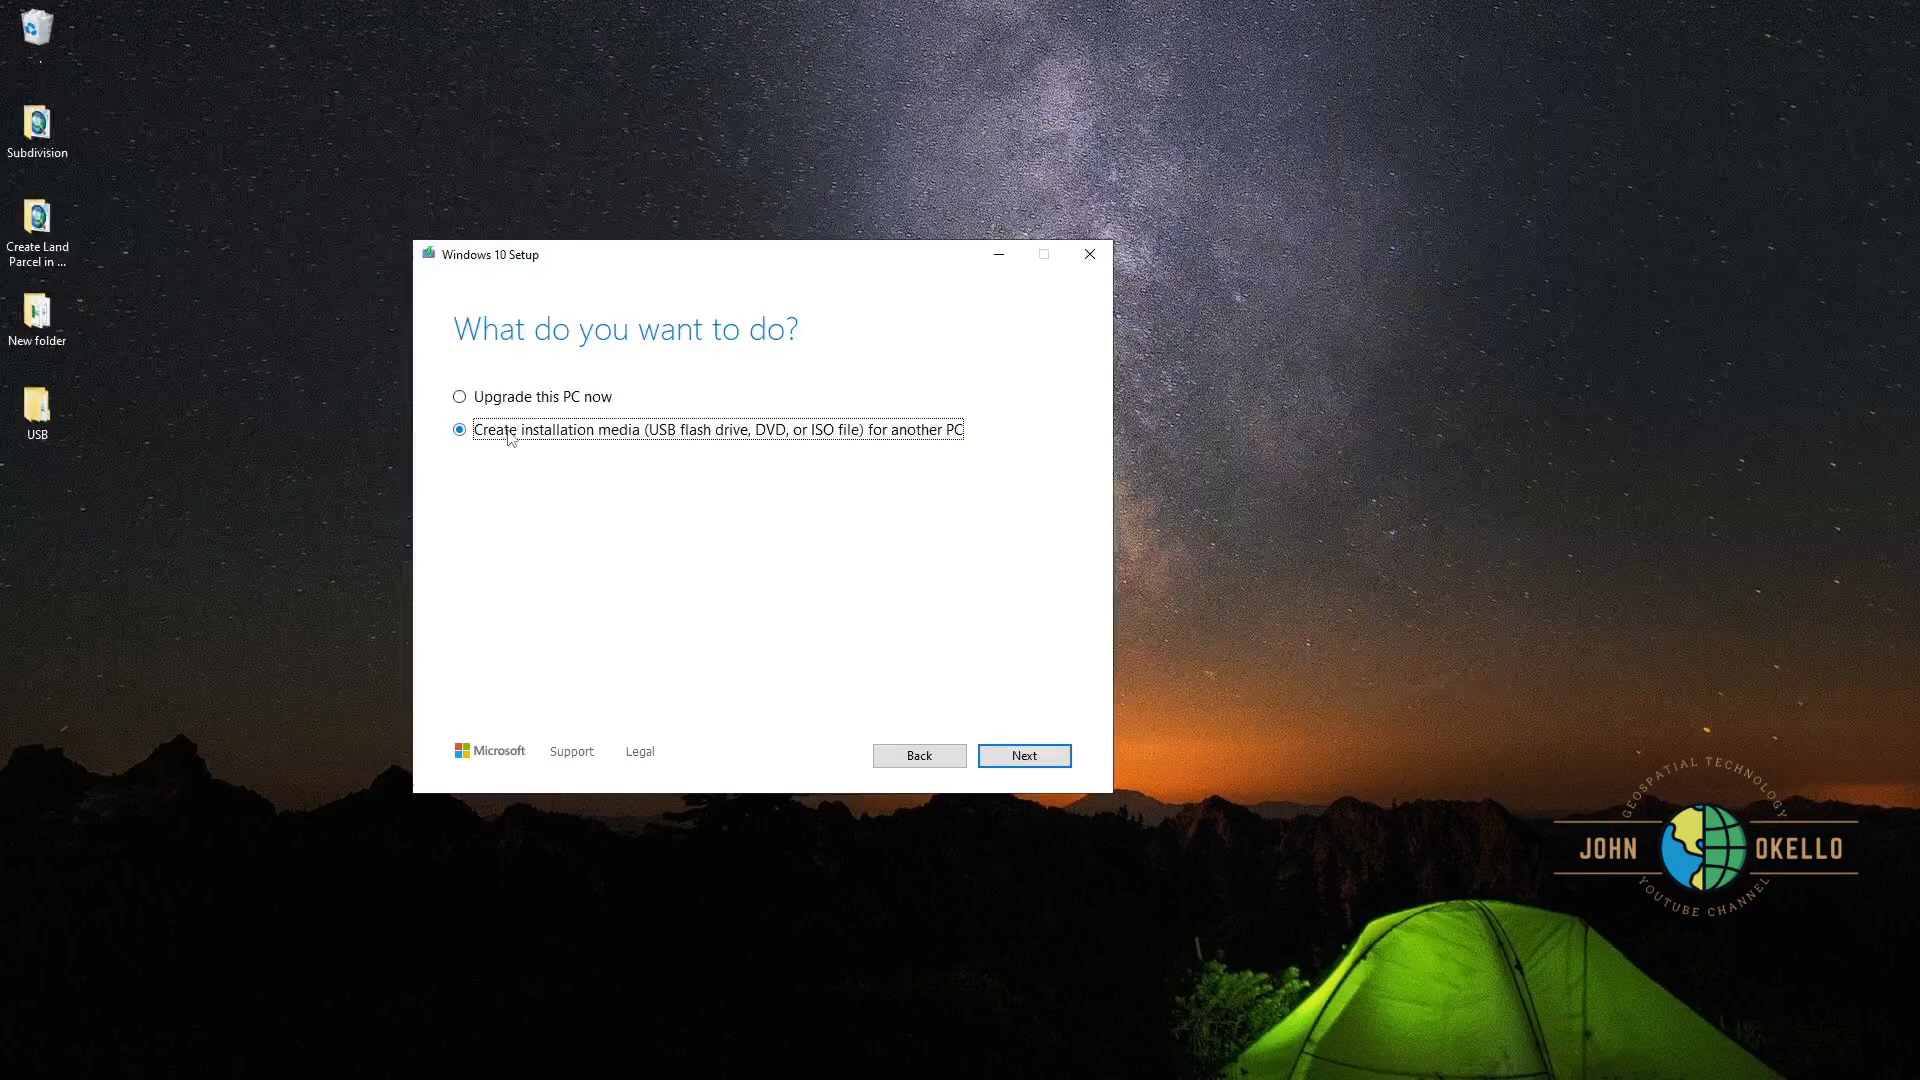 Subdivision
Create Land
Parcel in ...
New folder
USB
Windows 10 Setup
What do you want to do?
Upgrade this PC now
Create installation media (USB flash drive, DVD, or ISO file) for another PC
Microsoft
Support
Legal
Back
Next
GEOSPATIAL TECHNOLOGY
JOHN OKELLO
YOUTUBE CHANNEL